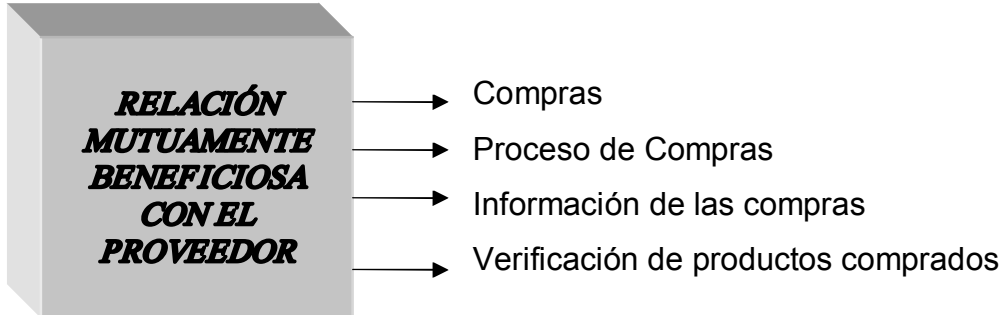 RELACIÓN
MUTUAMENTE
BENEFICIOSA
CON EL
PROVEEDOR
Compras
Proceso de Compras
Información de las compras
Verificación de productos comprados